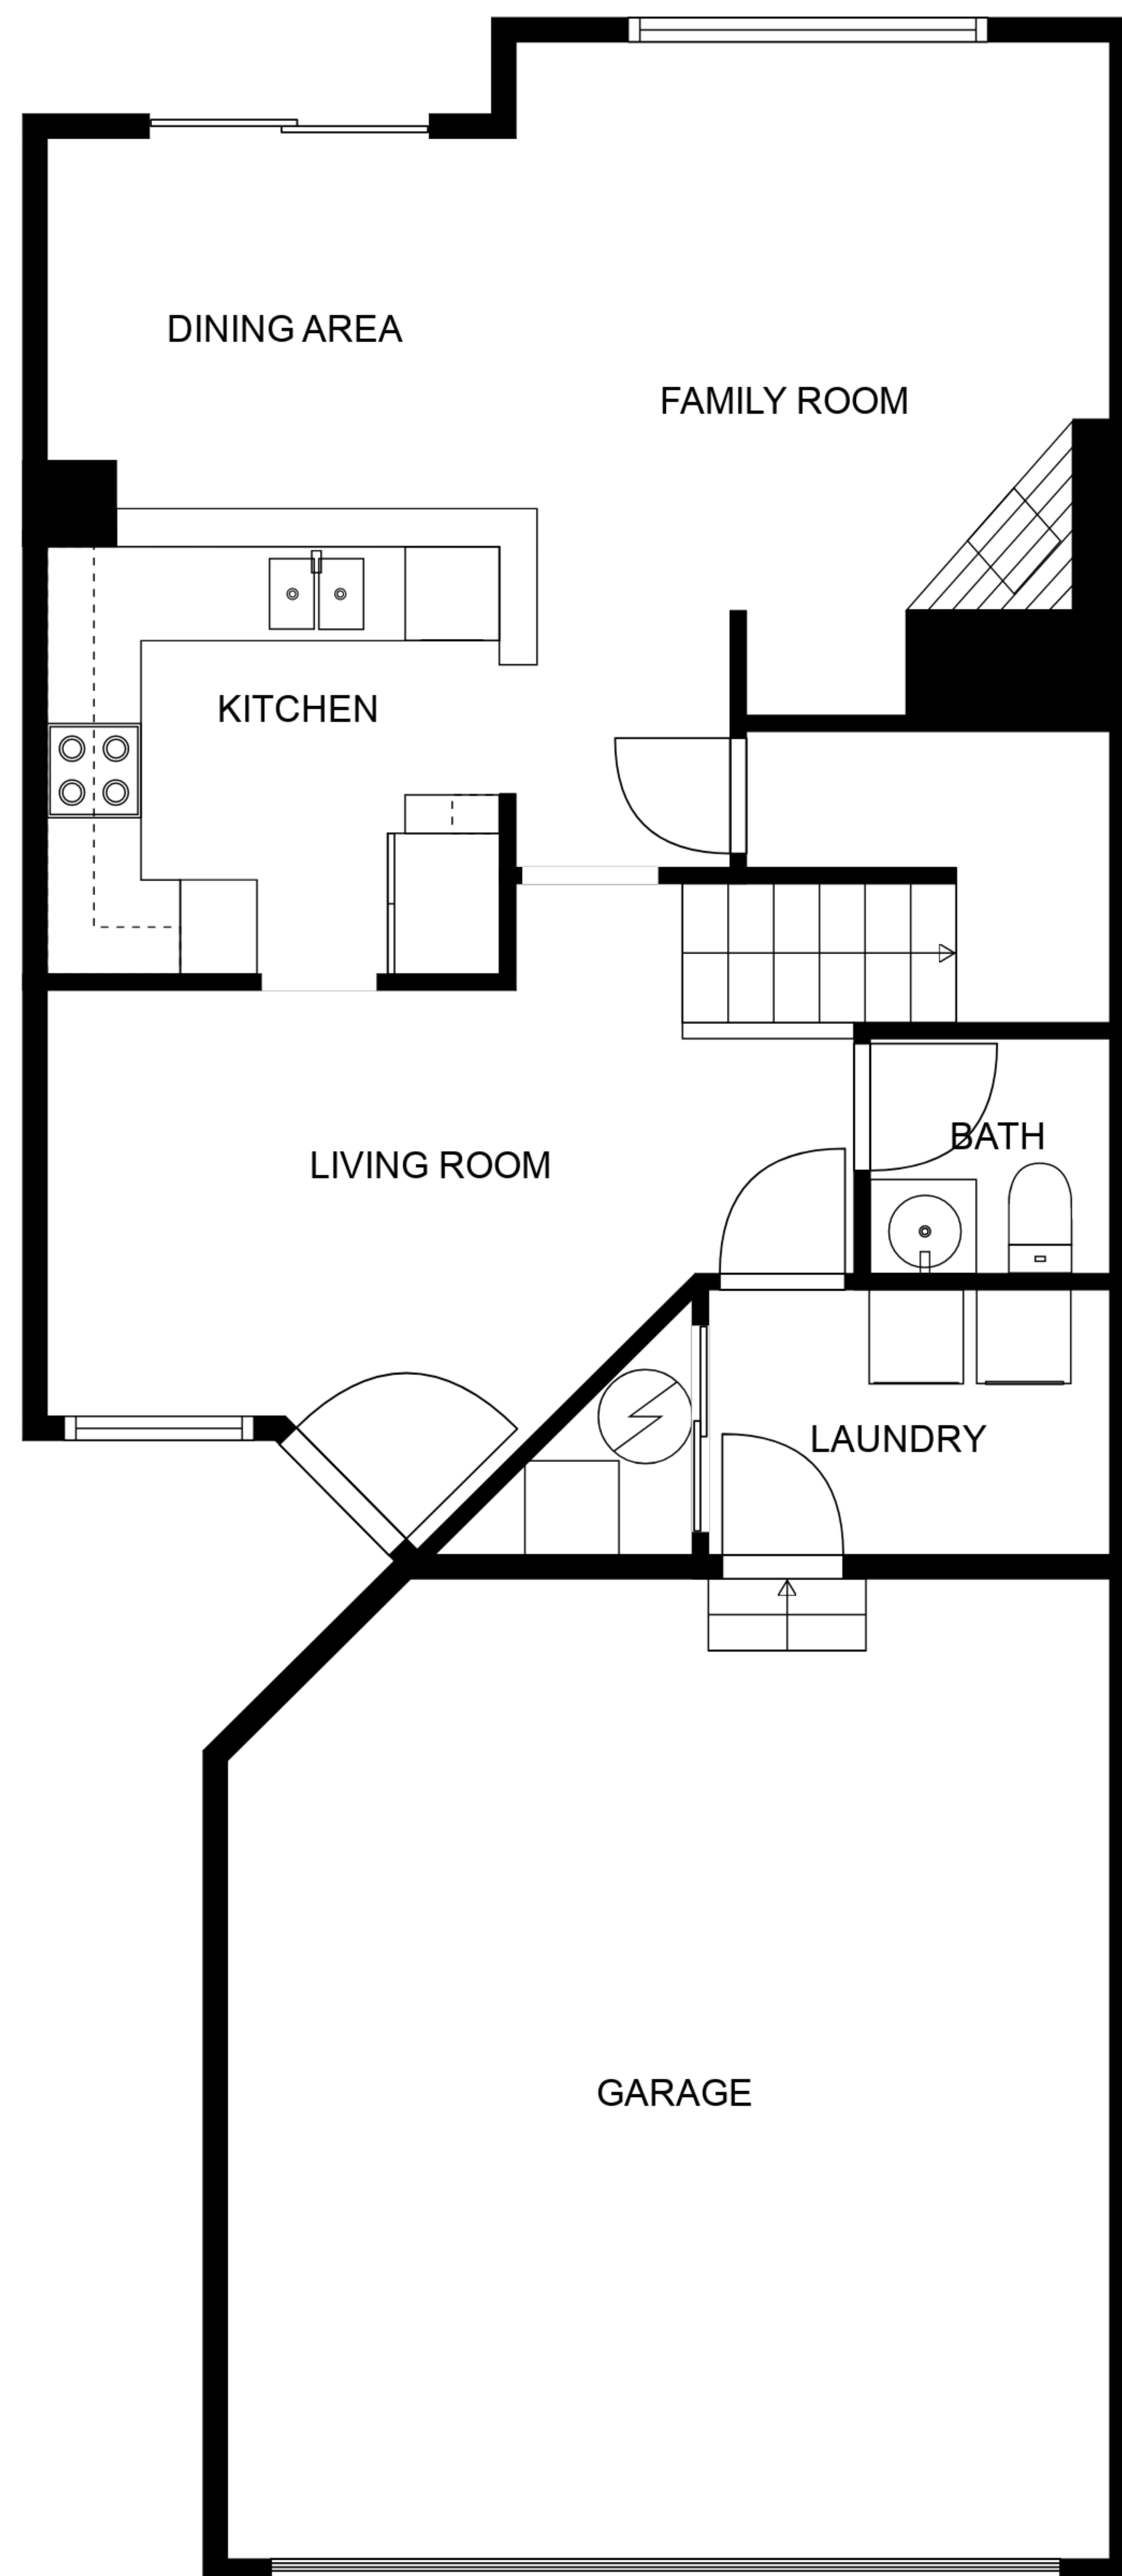 DINING AREA
FAMILY ROOM
KITCHEN
BATH
LIVING ROOM
LAUNDRY
GARAGE